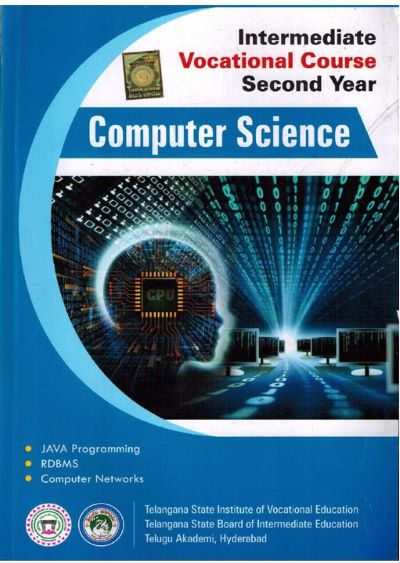 Intermediate
Vocational Course
Second Year
Computer Science
CPU
JAVA Programming
RDBMS
Computer Networks
Telangana State Institute of Vocational Education
Telangana State Board of Intermediate Education
Telugu Akademi, Hyderabad